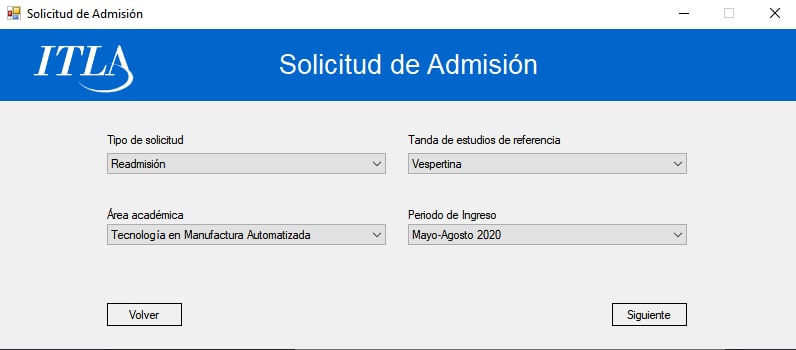 Solicitud de Admisión
ITLA
Solicitud de Admisión
Tipo de solicitud
Tanda de estudios de referencia
Readmisión
Vespertina
Área académica
Periodo de Ingreso
Tecnología en Manufactura Automatizada
Mayo-Agosto 2020
Volver
Siguiente